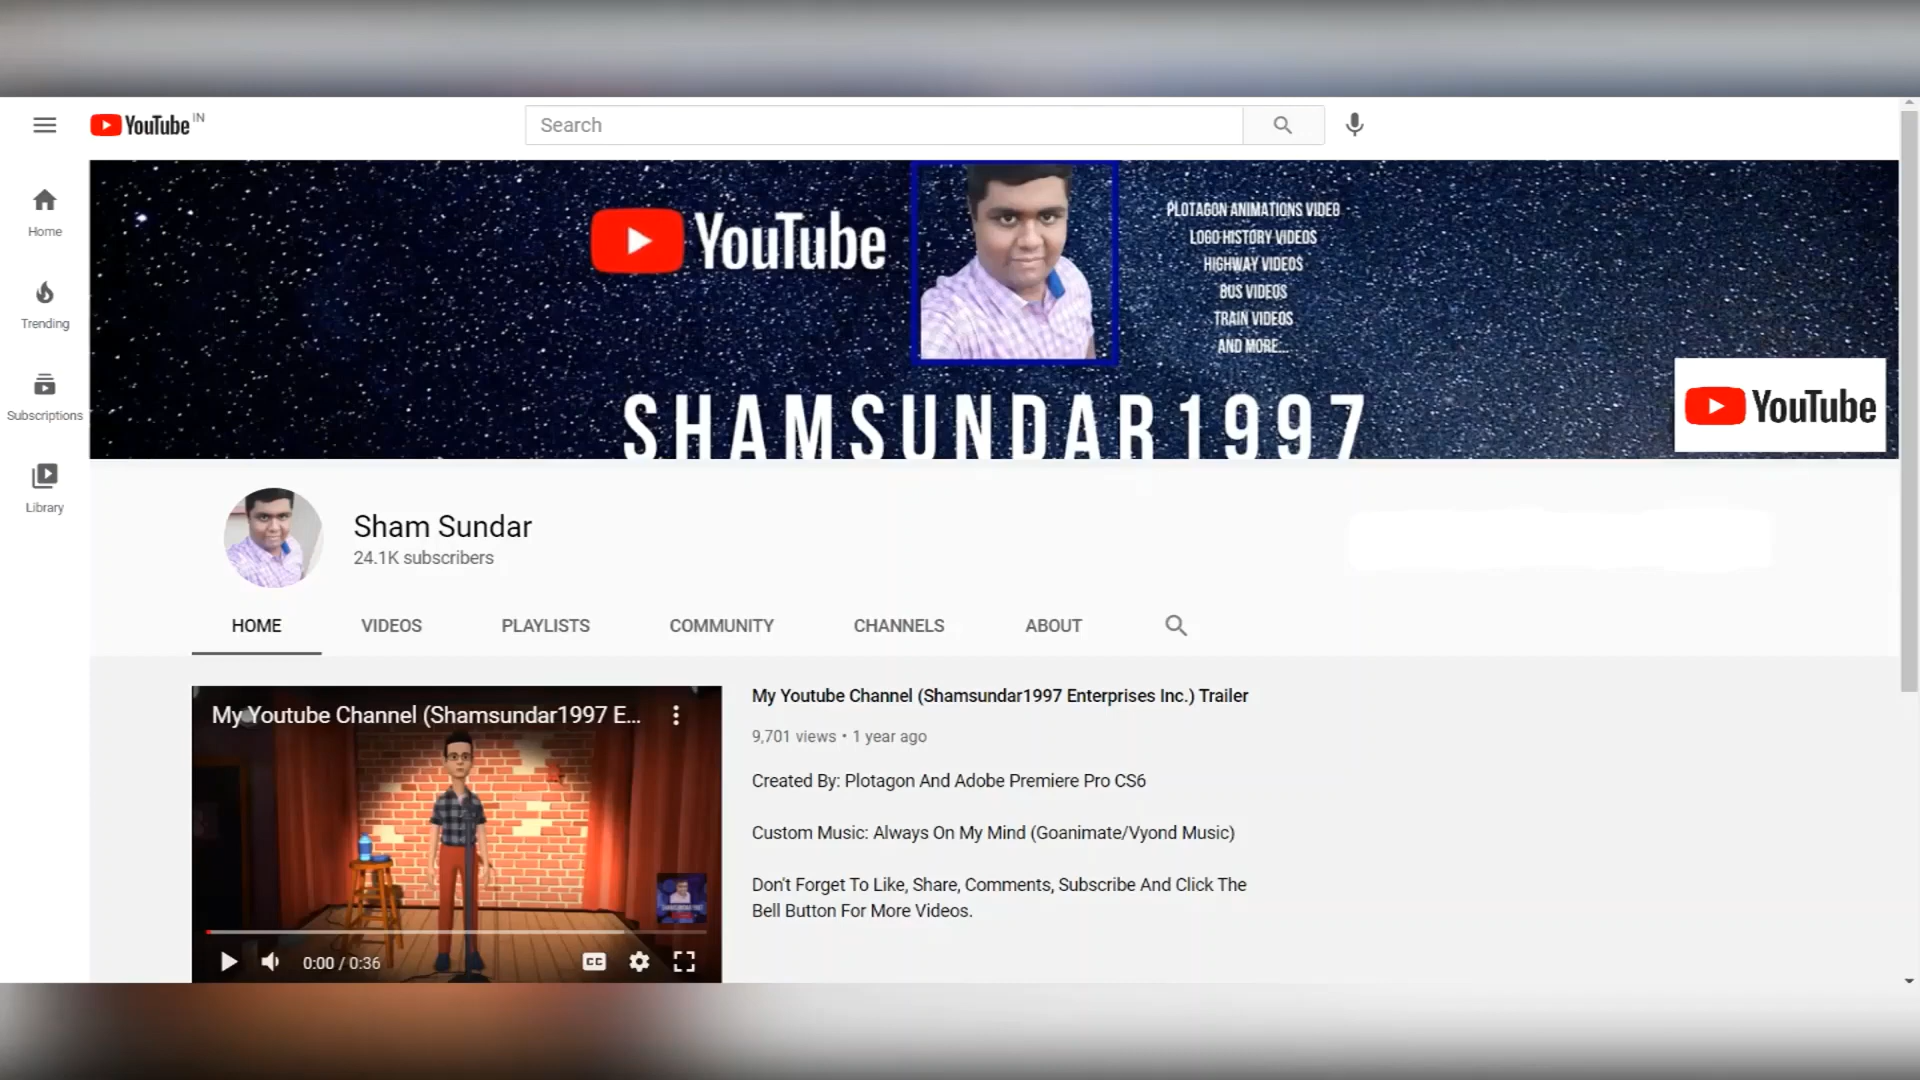 YouTube IN
Search
Home
Trending
Subscriptions
Library
YouTube
PLOTAGON ANIMATIONS VIDEO
LOGO HISTORY VIDEOS
HIGHWAY VIDEOS
BUS VIDEOS
TRAIN VIDEOS
AND MORE...
SHAMSUNDAR1997
YouTube
Sham Sundar
24.1K subscribers
HOME VIDEOS PLAYLISTS COMMUNITY CHANNELS ABOUT
My Youtube Channel (Shamsundar1997 E...
CC
0:00 / 0:36
My Youtube Channel (Shamsundar1997 Enterprises Inc.) Trailer
9,701 views • 1 year ago
Created By: Plotagon And Adobe Premiere Pro CS6
Custom Music: Always On My Mind (Goanimate/Vyond Music)
Don't Forget To Like, Share, Comments, Subscribe And Click The
Bell Button For More Videos.